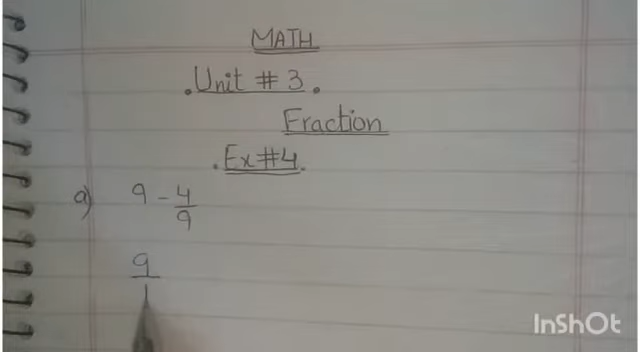 MATH
.Unit # 3.
Fraction
.Ex#4.
a) 9 - 4/9
9/1
InShOt